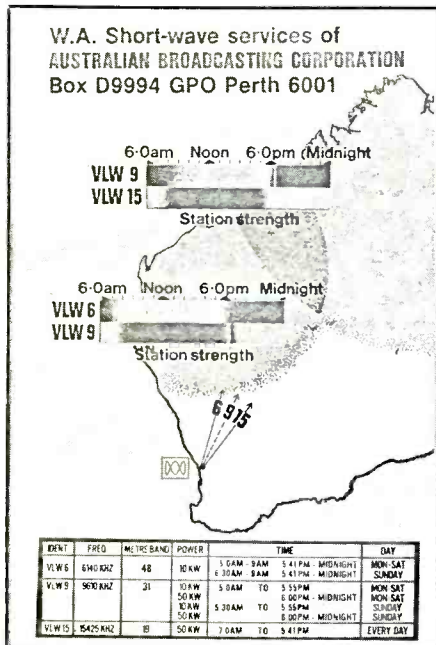 W.A. Short-wave services of
AUSTRALIAN BROADCASTING CORPORATION
Box D9994 GPO Perth 6001
6·0am Noon 6·0pm (Midnight
VLW 9
VLW 15
Station strength
6·0am Noon 6·0pm Midnight
VLW 6
VLW 9
Station strength
6 9 15
IDENT FREQ METRE BAND POWER TIME DAY
VLW 6 6140 KHZ 48 10 KW 5 0AM - 9AM 5 41PM - MIDNIGHT MON-SAT
6 30AM - 9AM 5 41PM - MIDNIGHT SUNDAY
VLW 9 9610 KHZ 31 10 KW 5 0AM TO 5 55PM MON-SAT
50 KW 6 00PM - MIDNIGHT MON SAT
10 KW 5 30AM TO 5 55PM SUNDAY
50 KW 6 00PM - MIDNIGHT SUNDAY
VLW 15 15425 KHZ 19 50 KW 7 0AM TO 5 41PM EVERY DAY